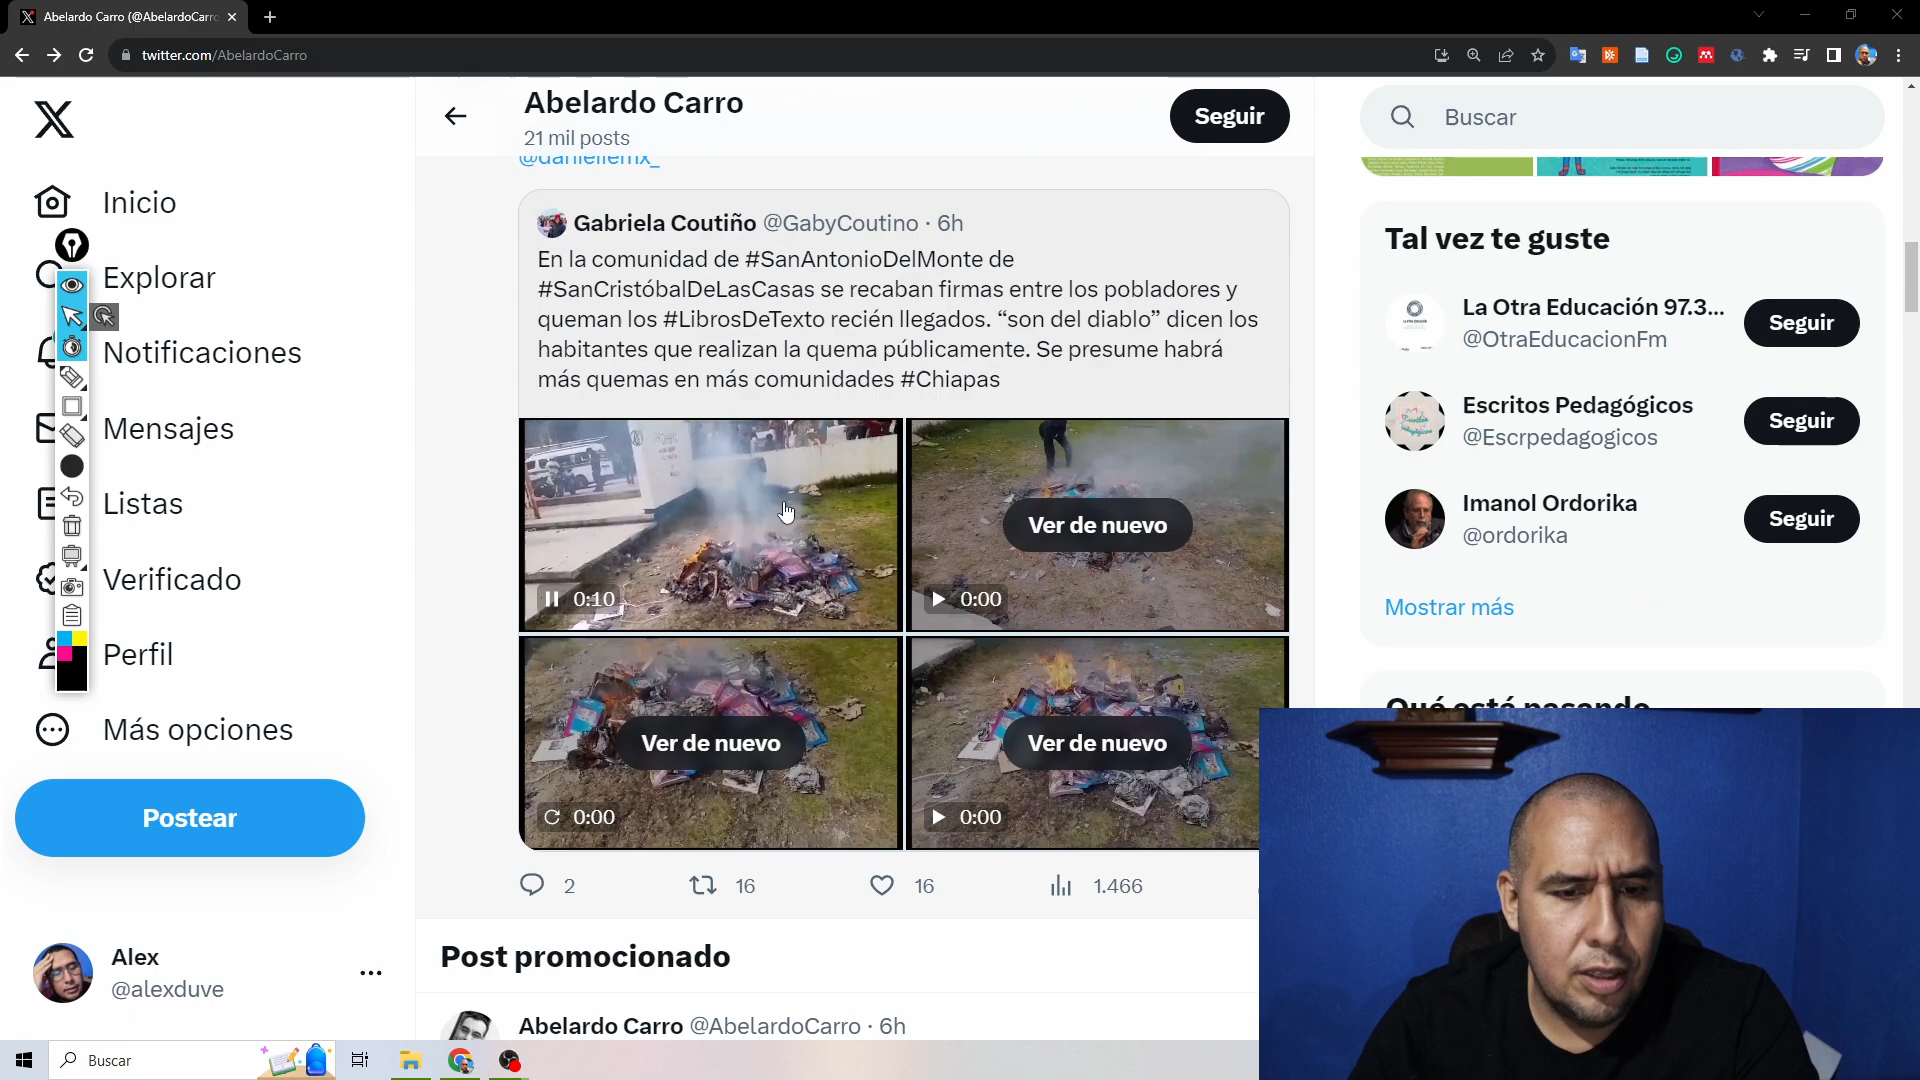 Abelardo Carro (@AbelardoCarro
twitter.com/AbelardoCarro
Abelardo Carro
21 mil posts
Seguir
Buscar
@daniellemx_
Inicio
Explorar
Notificaciones
Mensajes
Listas
Verificado
Perfil
Más opciones
Postear
Alex
@alexduve
Gabriela Coutiño @GabyCoutino · 6h
En la comunidad de #SanAntonioDelMonte de
#SanCristóbalDeLasCasas se recaban firmas entre los pobladores y
queman los #LibrosDeTexto recién llegados. “son del diablo” dicen los
habitantes que realizan la quema públicamente. Se presume habrá
más quemas en más comunidades #Chiapas
0:10
Ver de nuevo
0:00
Ver de nuevo
0:00
Ver de nuevo
0:00
2
16
16
1.466
Post promocionado
Abelardo Carro @AbelardoCarro · 6h
Tal vez te guste
La Otra Educación 97.3...
@OtraEducacionFm
Seguir
Escritos Pedagógicos
@Escrpedagogicos
Seguir
Imanol Ordorika
@ordorika
Seguir
Mostrar más
Qué está pasando
Buscar